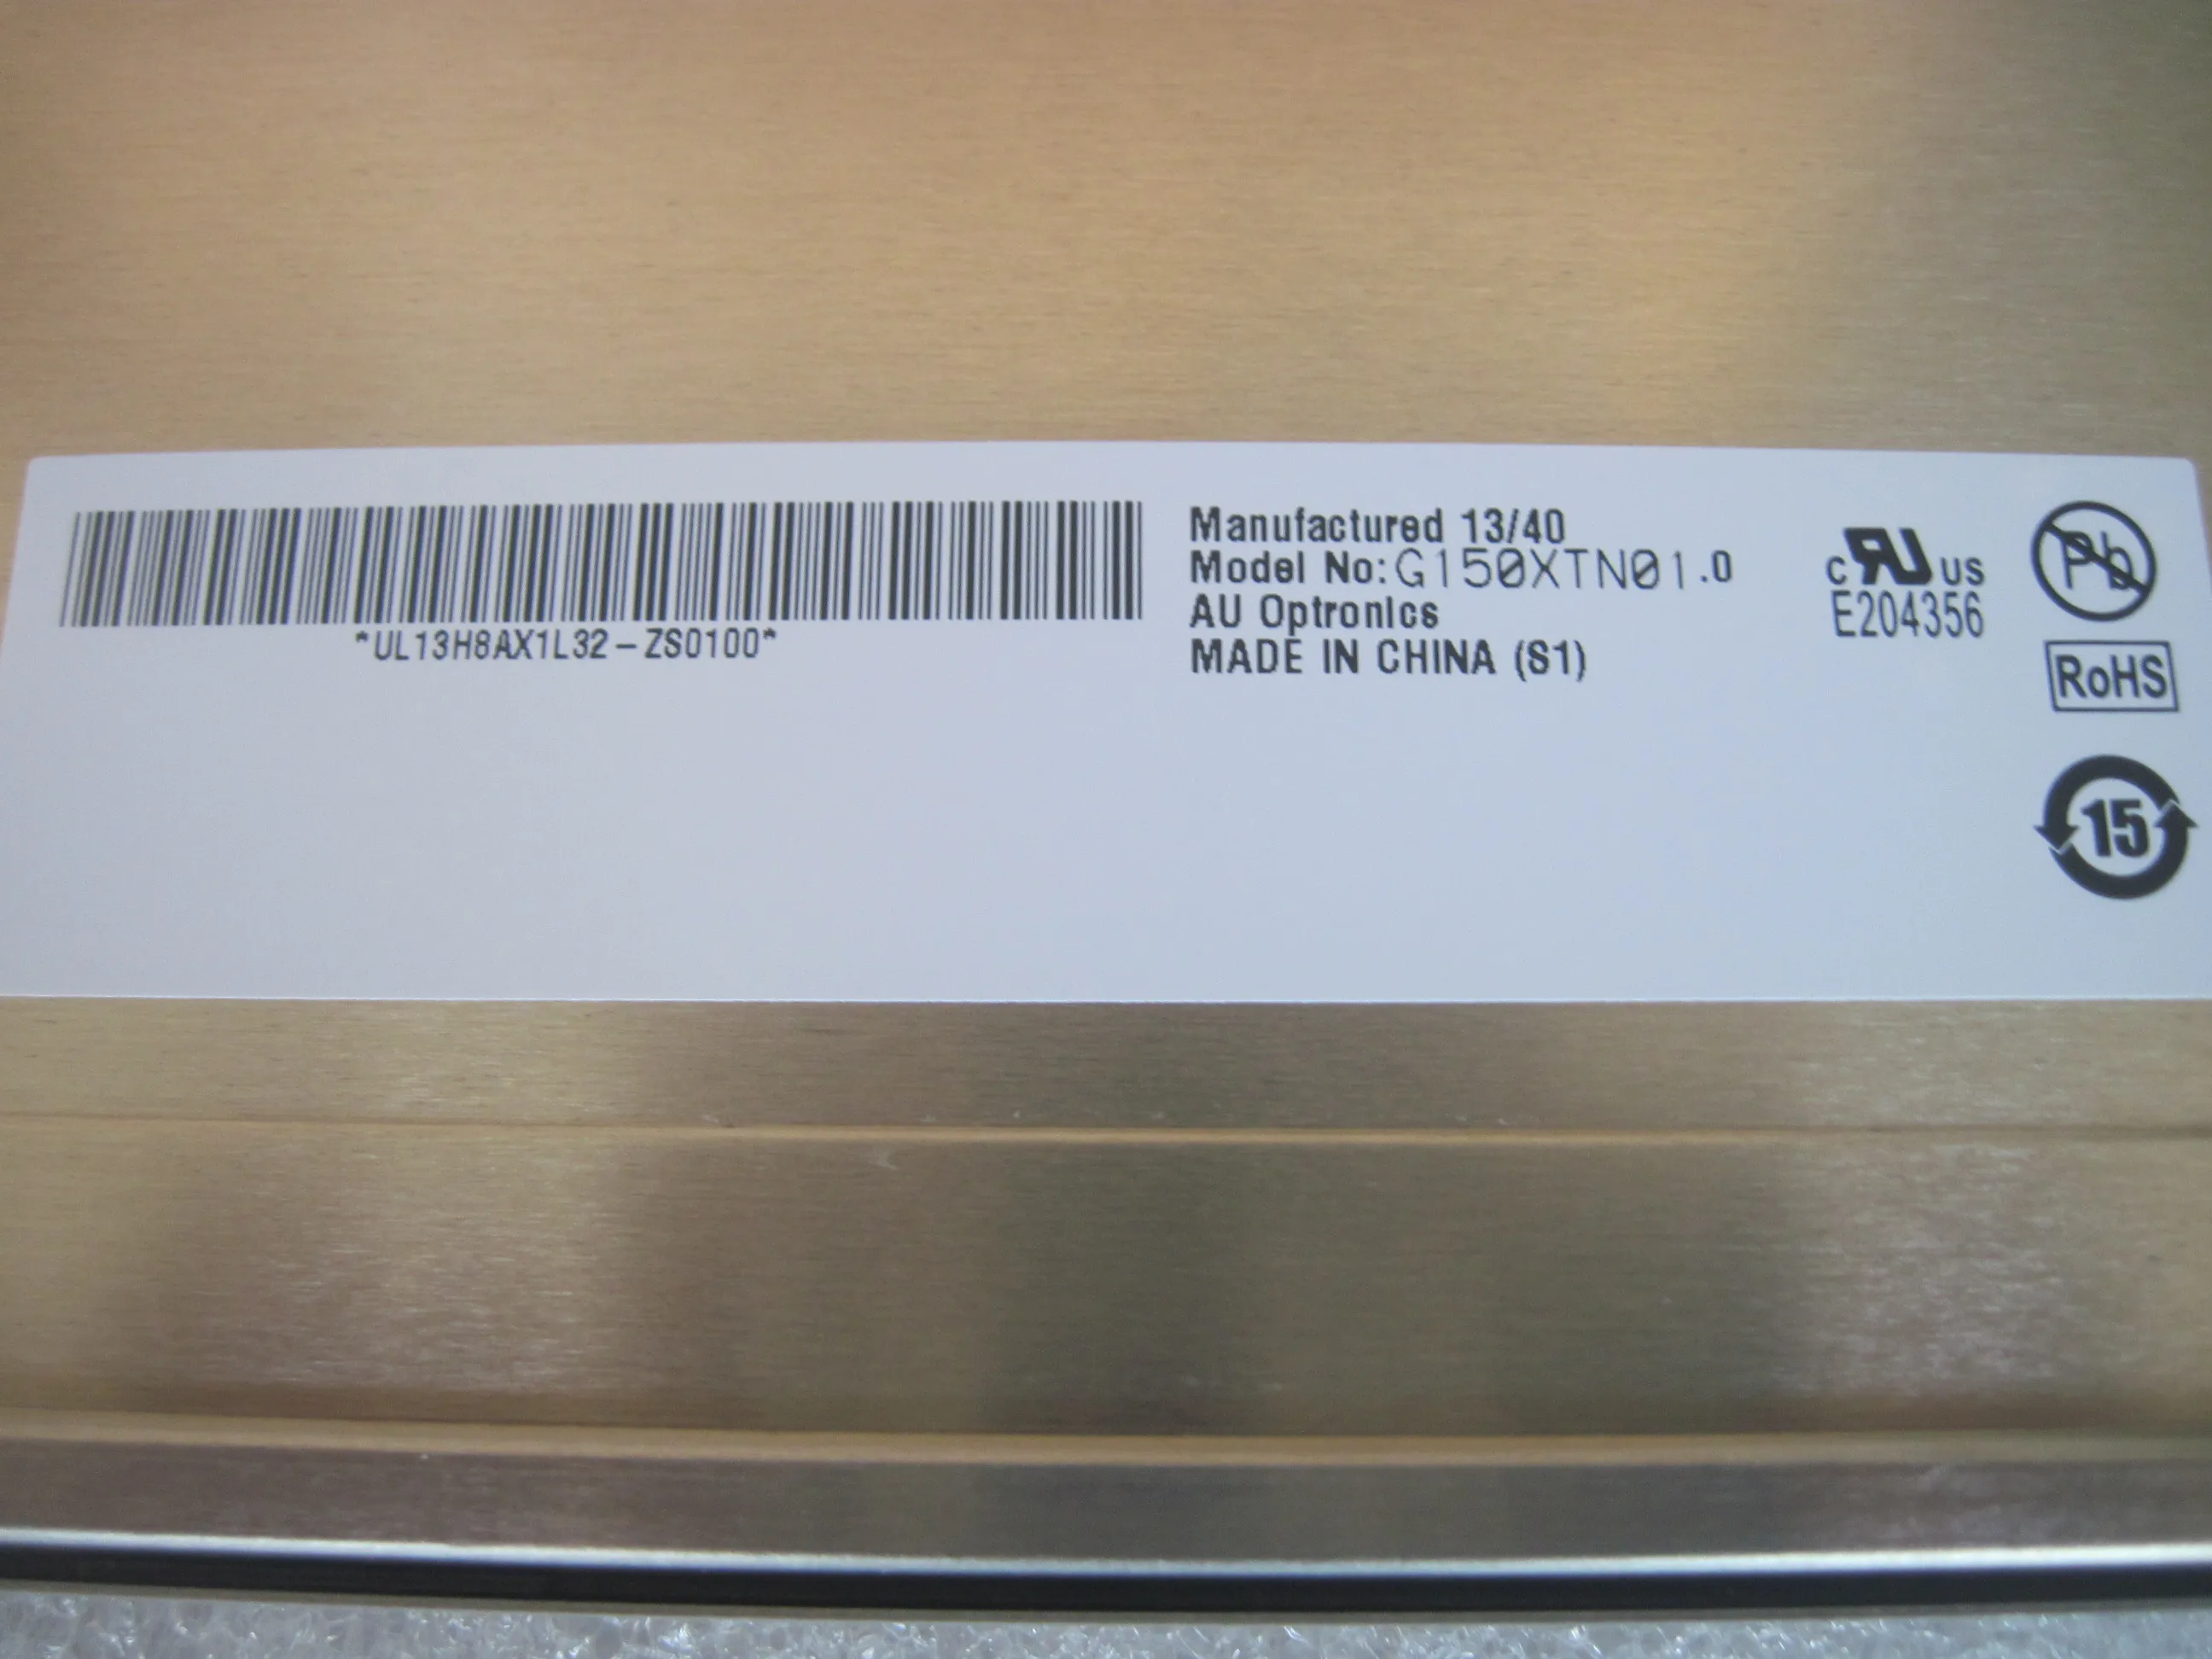 *UL13H8AX1L32-ZS0100*
Manufactured 13/40
Model No:G150XTN01.0
AU Optronics
MADE IN CHINA (S1)
c RU US
E204356
Pb
RoHS
15